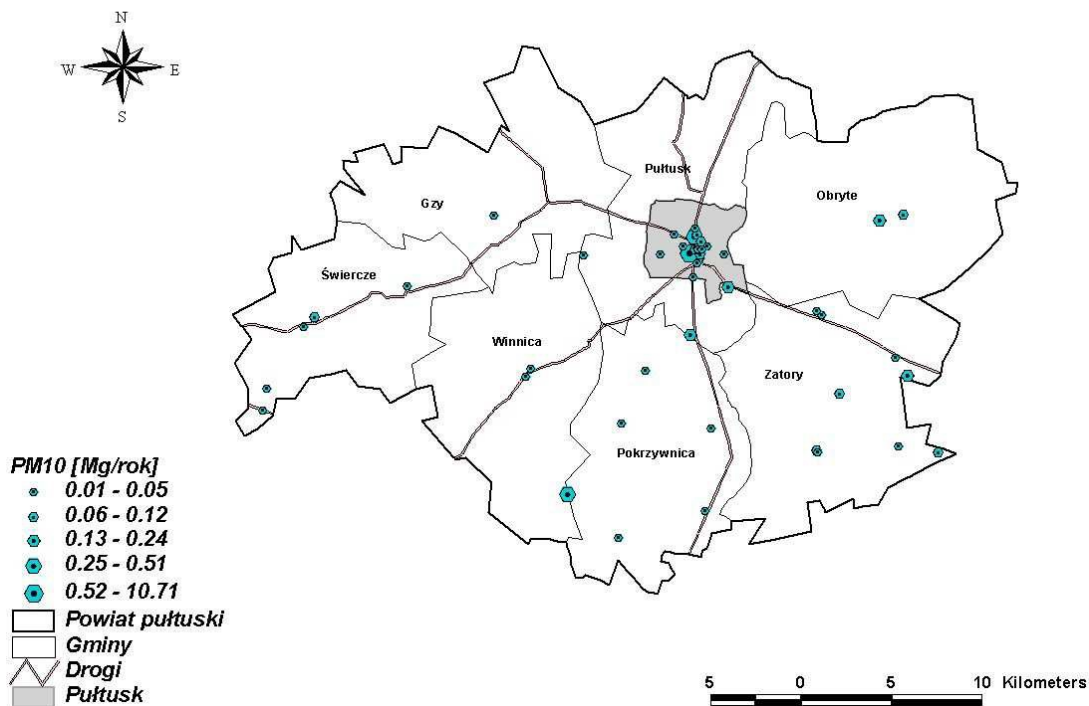 N
W E
S
Pułtusk
Obryte
Gzy
Świercze
Winnica
Zatory
Pokrzywnica
PM10 [Mg/rok]
0.01 - 0.05
0.06 - 0.12
0.13 - 0.24
0.25 - 0.51
0.52 - 10.71
Powiat pułtuski
Gminy
Drogi
Pułtusk
5 0 5 10 Kilometers